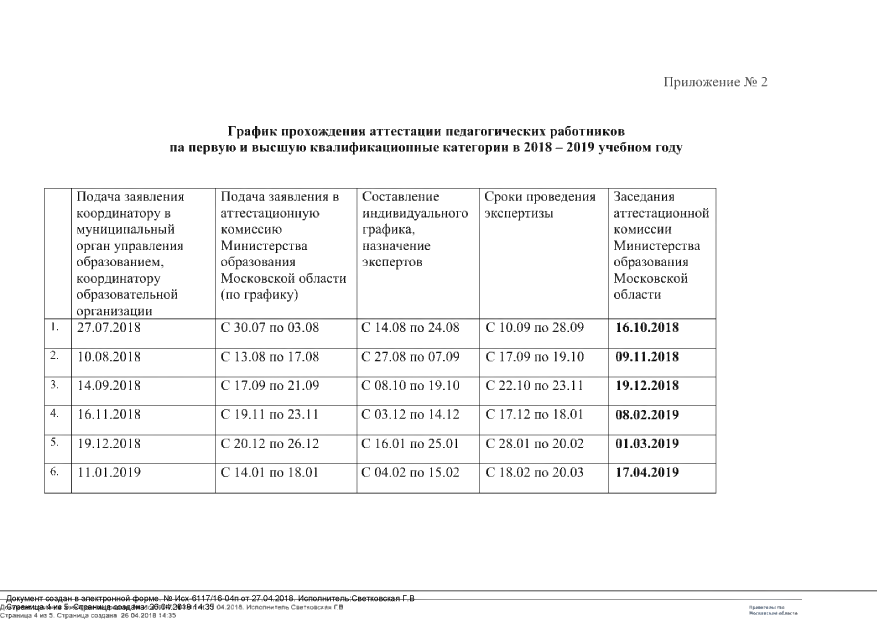 Приложение № 2
График прохождения аттестации педагогических работников
па первую и высшую квалификационные категории в 2018 – 2019 учебном году
Подача заявления
координатору в
муниципальный
орган управления
образованием,
координатору
образовательной
организации
Подача заявления в
аттестационную
комиссию
Министерства
образования
Московской области
(по графику)
Составление
индивидуального
графика,
назначение
экспертов
Сроки проведения
экспертизы
Заседания
аттестационной
комиссии
Министерства
образования
Московской
области
1. 27.07.2018 С 30.07 по 03.08 С 14.08 по 24.08 С 10.09 по 28.09 16.10.2018
2. 10.08.2018 С 13.08 по 17.08 С 27.08 по 07.09 С 17.09 по 19.10 09.11.2018
3. 14.09.2018 С 17.09 по 21.09 С 08.10 по 19.10 С 22.10 по 23.11 19.12.2018
4. 16.11.2018 С 19.11 по 23.11 С 03.12 по 14.12 С 17.12 по 18.01 08.02.2019
5. 19.12.2018 С 20.12 по 26.12 С 16.01 по 25.01 С 28.01 по 20.02 01.03.2019
6. 11.01.2019 С 14.01 по 18.01 С 04.02 по 15.02 С 18.02 по 20.03 17.04.2019
Документ создан в электронной форме. № Исх-6117/16-04п от 27.04.2018. Исполнитель:Светковская Г.В
Страница 4 из 5. Страница создана: 26.04.2018 14:35
04.2018. Исполнитель Светковская Г.В
Страница 4 из 5. Страница создана 26 04.2018 14:35
Правительство
Московской области